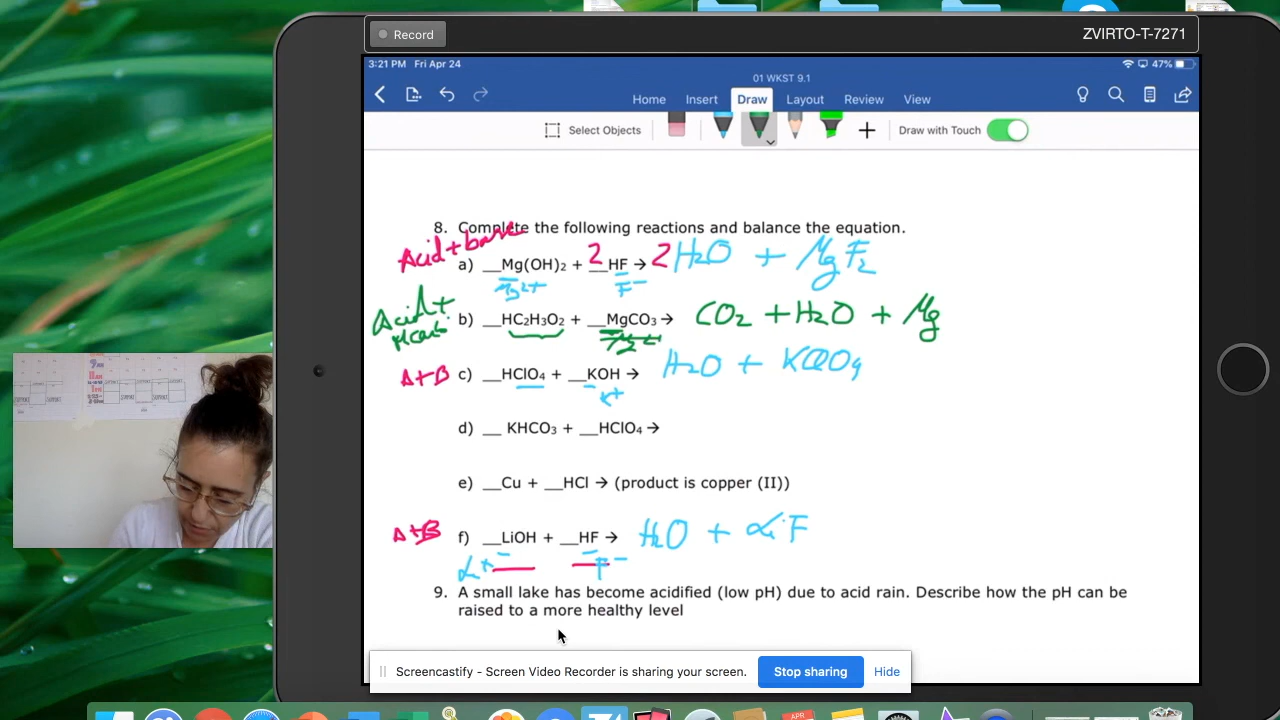 Record
ZVIRTO-T-7271
3:21 PM Fri Apr 24
47%
01 WKST 9.1
Home Insert Draw Layout Review View
Select Objects
Draw with Touch
8. Complete the following reactions and balance the equation.
Acid + base
a) __Mg(OH)2 + 2 __HF → 2 H2O + MgF2
Mg2+ F-
Acid +
b) __HC2H3O2 + __MgCO3 → CO2 + H2O + Mg
A+B c) __HClO4 + __KOH → H2O + KClO4
K+
d) __ KHCO3 + __HClO4 →
e) __Cu + __HCl → (product is copper (II))
A+B f) __LiOH + __HF → H2O + LiF
Li+ F-
9. A small lake has become acidified (low pH) due to acid rain. Describe how the pH can be
raised to a more healthy level
Screencastify - Screen Video Recorder is sharing your screen.
Stop sharing
Hide